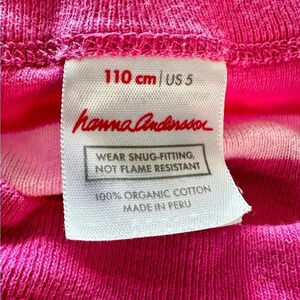 110 cm | US 5
hanna andersson
WEAR SNUG-FITTING,
NOT FLAME RESISTANT
100% ORGANIC COTTON
MADE IN PERU